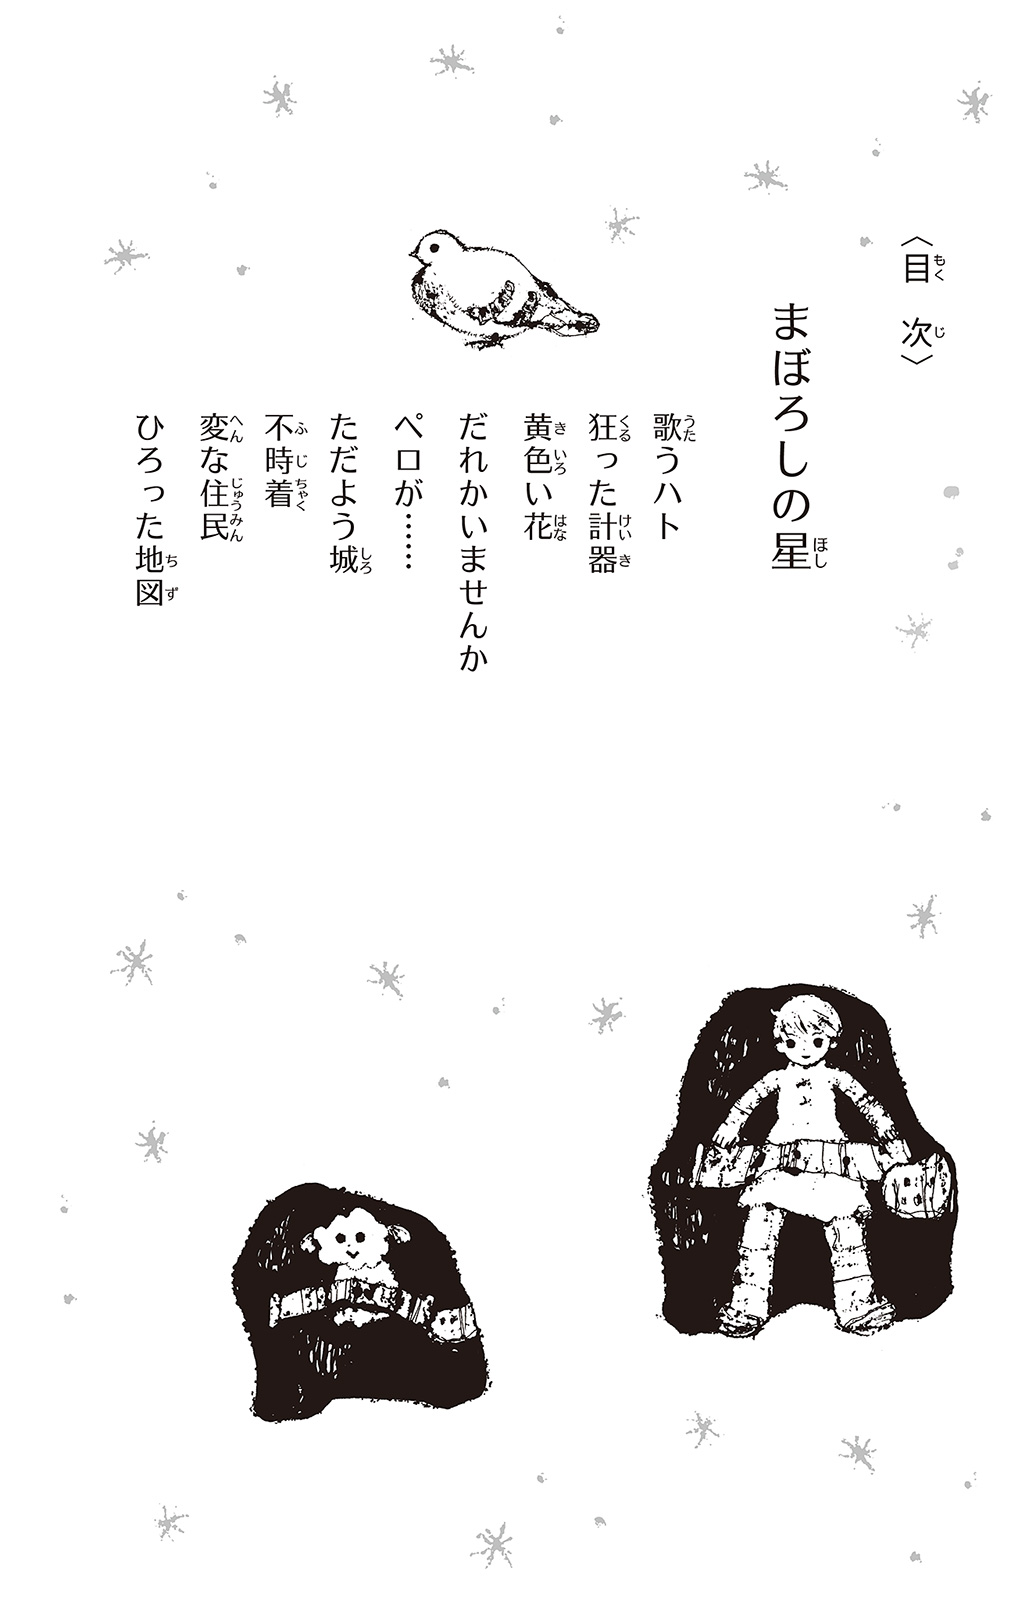 〈目次〉
まぼろしの星
歌うハト
狂った計器
黄色い花
だれかいませんか
ペロが……
ただよう城
不時着
変な住民
ひろった地図